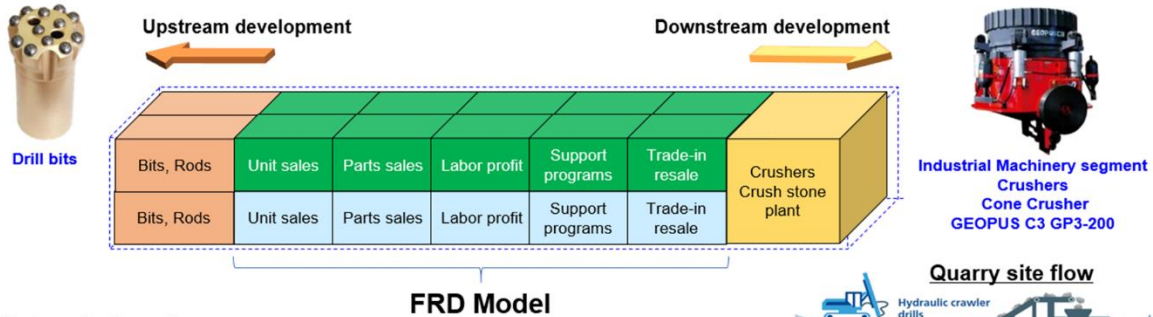 Upstream development
Downstream development
Drill bits
Bits, Rods
Unit sales
Parts sales
Labor profit
Support
programs
Trade-in
resale
Crushers
Crush stone
plant
Bits, Rods
Unit sales
Parts sales
Labor profit
Support
programs
Trade-in
resale
GEOPUS C3
Industrial Machinery segment
Crushers
Cone Crusher
GEOPUS C3 GP3-200
FRD Model
Quarry site flow
Hydraulic crawler
drills